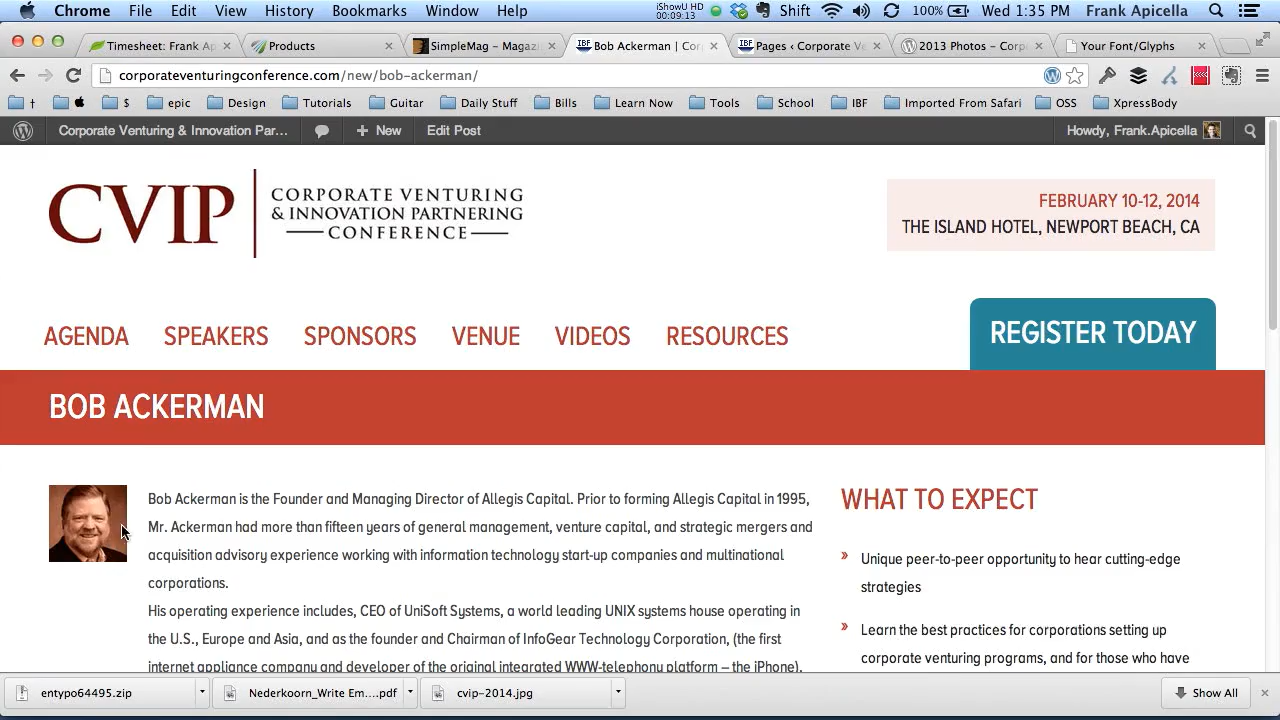 Chrome File Edit View History Bookmarks Window Help iShowU HD 00:09:13 Shift 100% Wed 1:35 PM Frank Apicella
Timesheet: Frank Ap
Products
SimpleMag – Magazi
IBF Bob Ackerman | Cor
IBF Pages ‹ Corporate
2013 Photos – Corp
Your Font/Glyphs
corporateventuringconference.com/new/bob-ackerman/
† $ epic Design Tutorials Guitar Daily Stuff Bills Learn Now Tools School IBF Imported From Safari OSS XpressBody
Corporate Venturing & Innovation Par... + New Edit Post Howdy, Frank.Apicella
CVIP
CORPORATE VENTURING
& INNOVATION PARTNERING
CONFERENCE
FEBRUARY 10-12, 2014
THE ISLAND HOTEL, NEWPORT BEACH, CA
AGENDA SPEAKERS SPONSORS VENUE VIDEOS RESOURCES
REGISTER TODAY
BOB ACKERMAN
Bob Ackerman is the Founder and Managing Director of Allegis Capital. Prior to forming Allegis Capital in 1995,
Mr. Ackerman had more than fifteen years of general management, venture capital, and strategic mergers and
acquisition advisory experience working with information technology start-up companies and multinational
corporations.
His operating experience includes, CEO of UniSoft Systems, a world leading UNIX systems house operating in
the U.S., Europe and Asia, and as the founder and Chairman of InfoGear Technology Corporation, (the first
internet appliance company and developer of the original integrated WWW-telephony platform – the iPhone).
WHAT TO EXPECT
» Unique peer-to-peer opportunity to hear cutting-edge
strategies
» Learn the best practices for corporations setting up
corporate venturing programs, and for those who have
entypo64495.zip
Nederkoorn_Write Em....pdf
cvip-2014.jpg
Show All